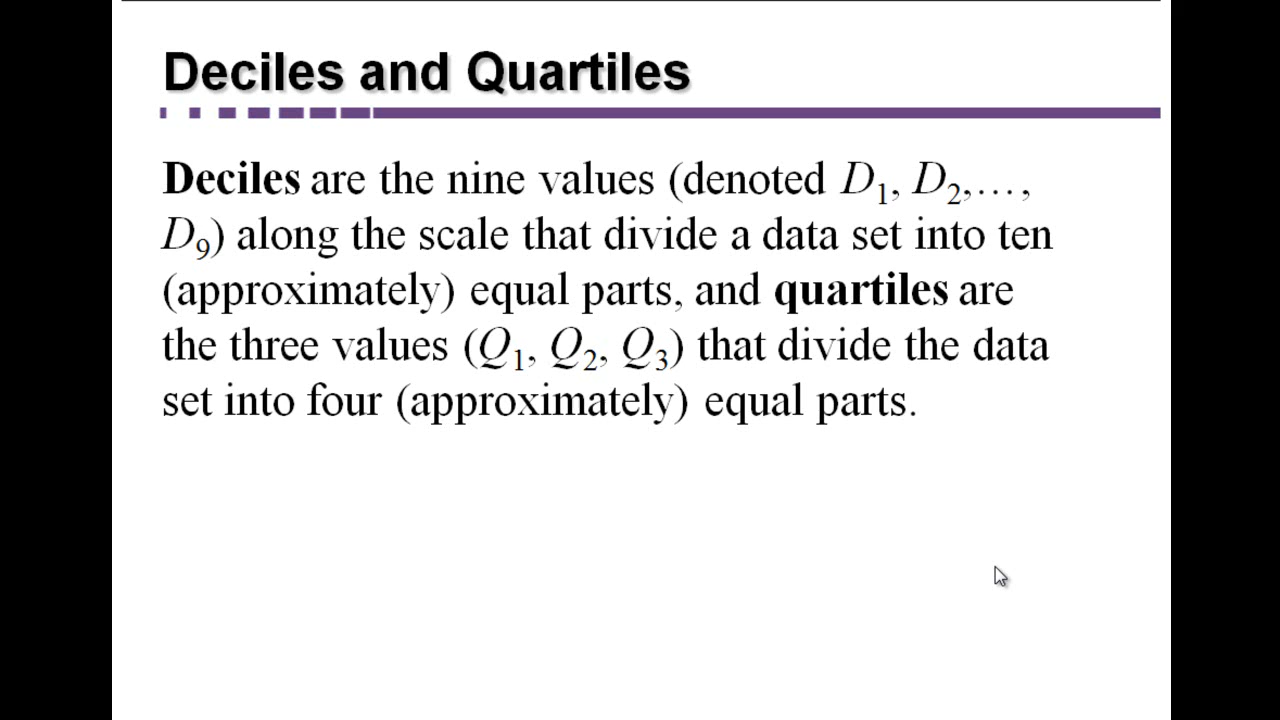 Deciles and Quartiles
Deciles are the nine values (denoted D₁, D₂,…,
D₉) along the scale that divide a data set into ten
(approximately) equal parts, and quartiles are
the three values (Q₁, Q₂, Q₃) that divide the data
set into four (approximately) equal parts.